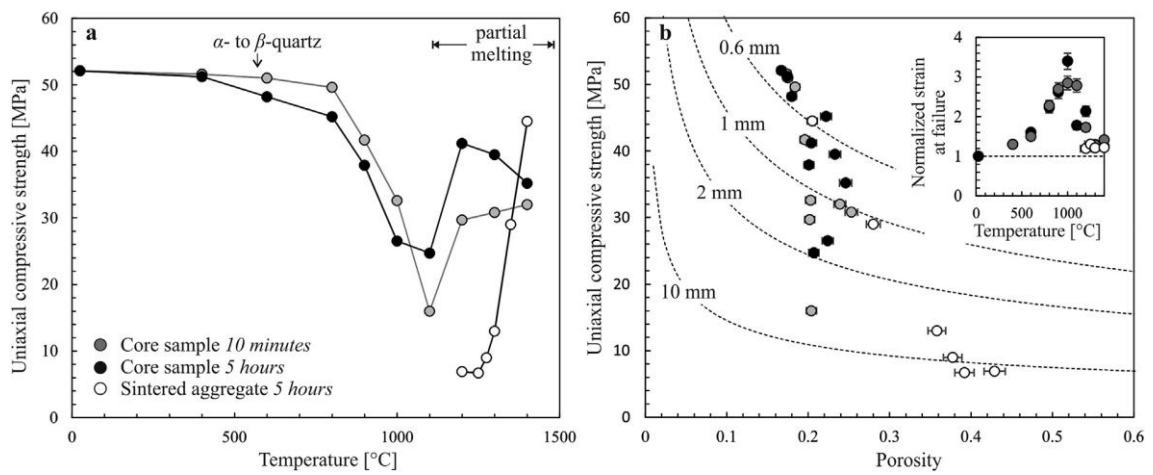 a
α- to β-quartz
partial
melting
Uniaxial compressive strength [MPa]
60
50
40
30
20
10
0
Core sample 10 minutes
Core sample 5 hours
Sintered aggregate 5 hours
0
500
1000
1500
Temperature [°C]
b
0.6 mm
1 mm
2 mm
10 mm
Uniaxial compressive strength [MPa]
60
50
40
30
20
10
0
0
0.1
0.2
0.3
0.4
0.5
0.6
Porosity
Normalized strain
at failure
4
3
2
1
0
500
1000
Temperature [°C]